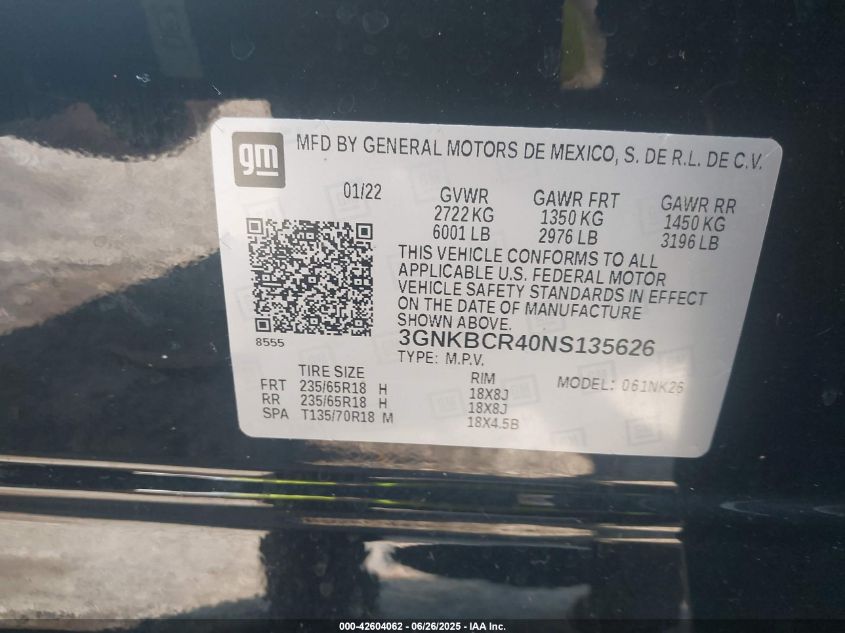 gm MFD BY GENERAL MOTORS DE MEXICO, S. DE R.L. DE C.V.
01/22 GVWR GAWR FRT GAWR RR
2722 KG 1350 KG 1450 KG
6001 LB 2976 LB 3196 LB
THIS VEHICLE CONFORMS TO ALL
APPLICABLE U.S. FEDERAL MOTOR
VEHICLE SAFETY STANDARDS IN EFFECT
ON THE DATE OF MANUFACTURE
SHOWN ABOVE.
8555
3GNKBCR40NS135626
TYPE: M.P.V.
TIRE SIZE RIM MODEL: 061NK26
FRT 235/65R18 H 18X8J
RR 235/65R18 H 18X8J
SPA T135/70R18 M 18X4.5B
000-42604062 - 06/26/2025 - IAA Inc.